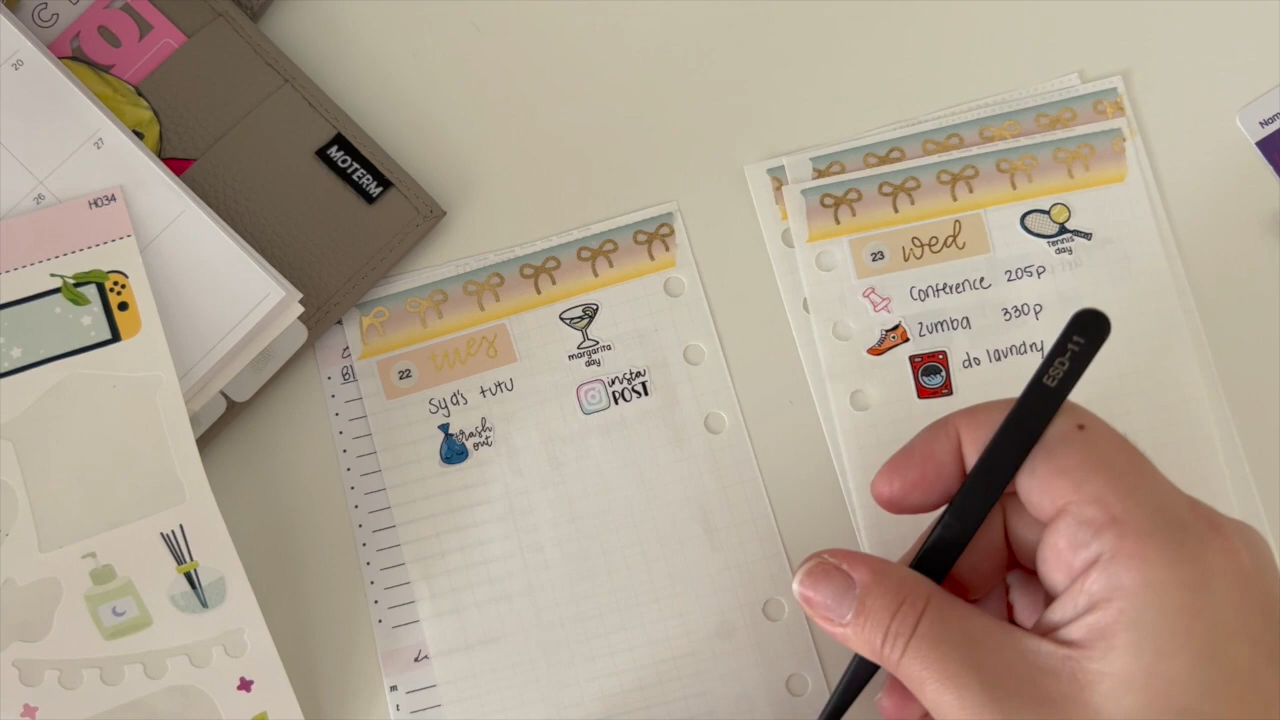 20
27
26
MOTERM
H034
22
tues
margarita
day
Syd's tutu
insta
POST
trash
out
m
t
23
wed
tennis
day
Conference 205p
Zumba 330p
do laundry
ESD-11